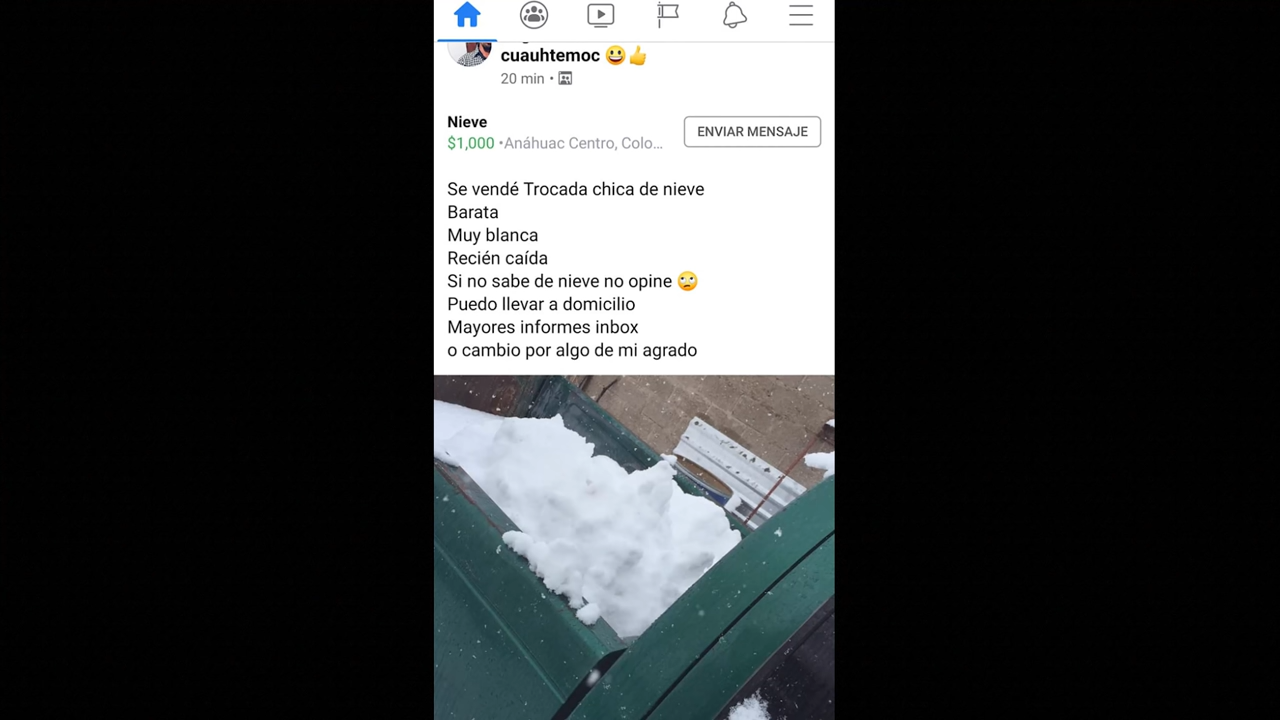 cuauhtemoc 😃👍
20 min •
Nieve
$1,000 •Anáhuac Centro, Colo...
ENVIAR MENSAJE
Se vendé Trocada chica de nieve
Barata
Muy blanca
Recién caída
Si no sabe de nieve no opine 🙄
Puedo llevar a domicilio
Mayores informes inbox
o cambio por algo de mi agrado